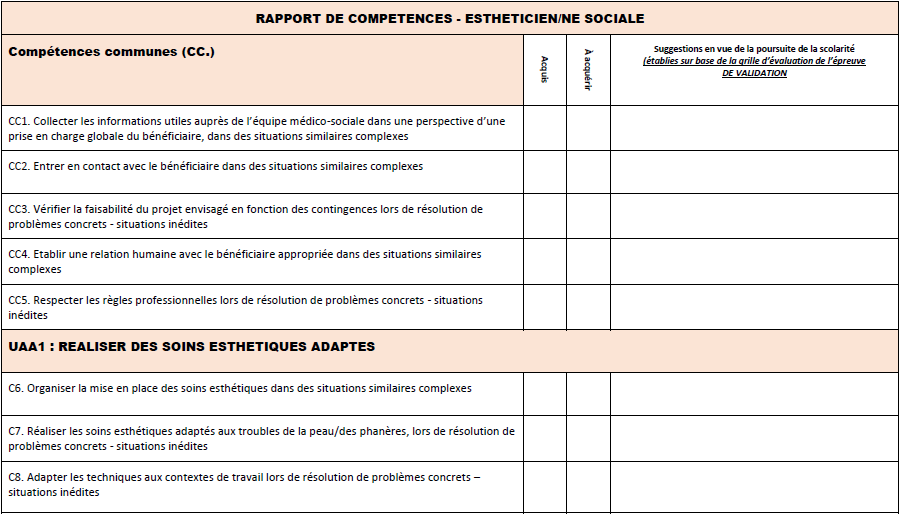 RAPPORT DE COMPETENCES - ESTHETICIEN/NE SOCIALE
Compétences communes (CC.)
Acquis
À acquérir
Suggestions en vue de la poursuite de la scolarité
(établies sur base de la grille d’évaluation de l’épreuve
DE VALIDATION
CC1. Collecter les informations utiles auprès de l’équipe médico-sociale dans une perspective d’une
prise en charge globale du bénéficiaire, dans des situations similaires complexes
CC2. Entrer en contact avec le bénéficiaire dans des situations similaires complexes
CC3. Vérifier la faisabilité du projet envisagé en fonction des contingences lors de résolution de
problèmes concrets - situations inédites
CC4. Etablir une relation humaine avec le bénéficiaire appropriée dans des situations similaires
complexes
CC5. Respecter les règles professionnelles lors de résolution de problèmes concrets - situations
inédites
UAA1 : REALISER DES SOINS ESTHETIQUES ADAPTES
C6. Organiser la mise en place des soins esthétiques dans des situations similaires complexes
C7. Réaliser les soins esthétiques adaptés aux troubles de la peau/des phanères, lors de résolution de
problèmes concrets - situations inédites
C8. Adapter les techniques aux contextes de travail lors de résolution de problèmes concrets –
situations inédites